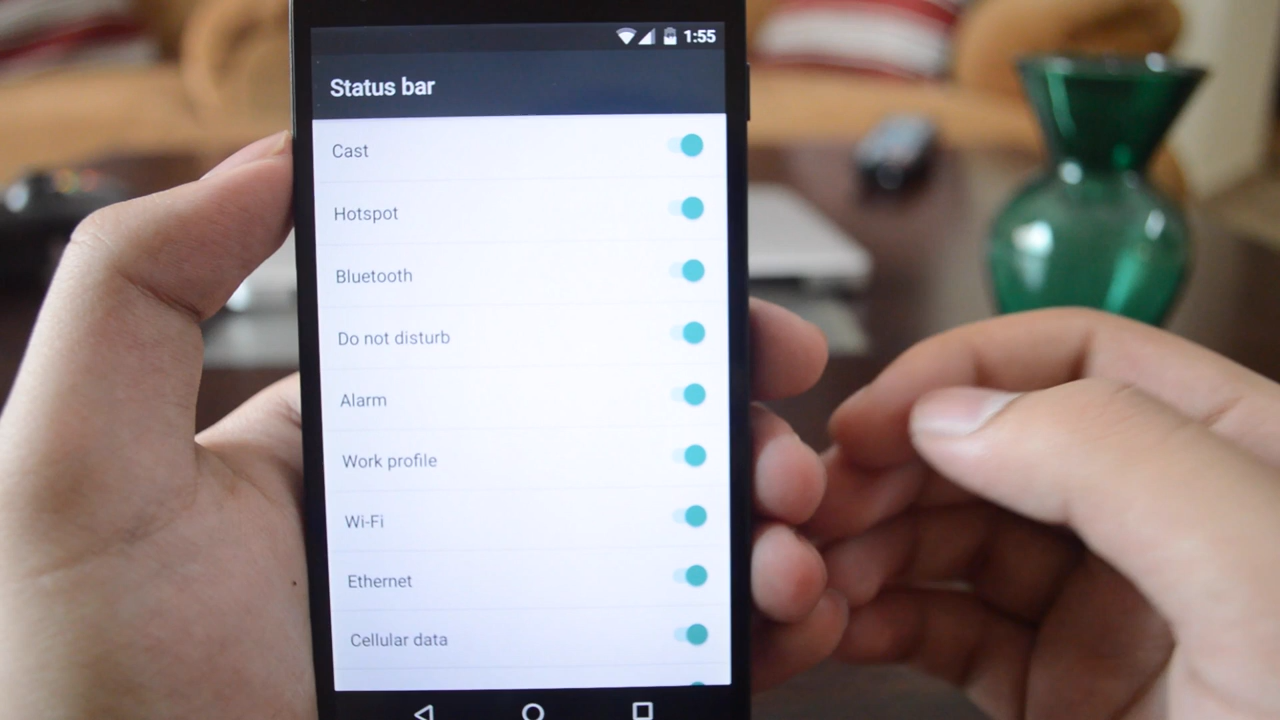 1:55
Status bar
Cast
Hotspot
Bluetooth
Do not disturb
Alarm
Work profile
Wi-Fi
Ethernet
Cellular data